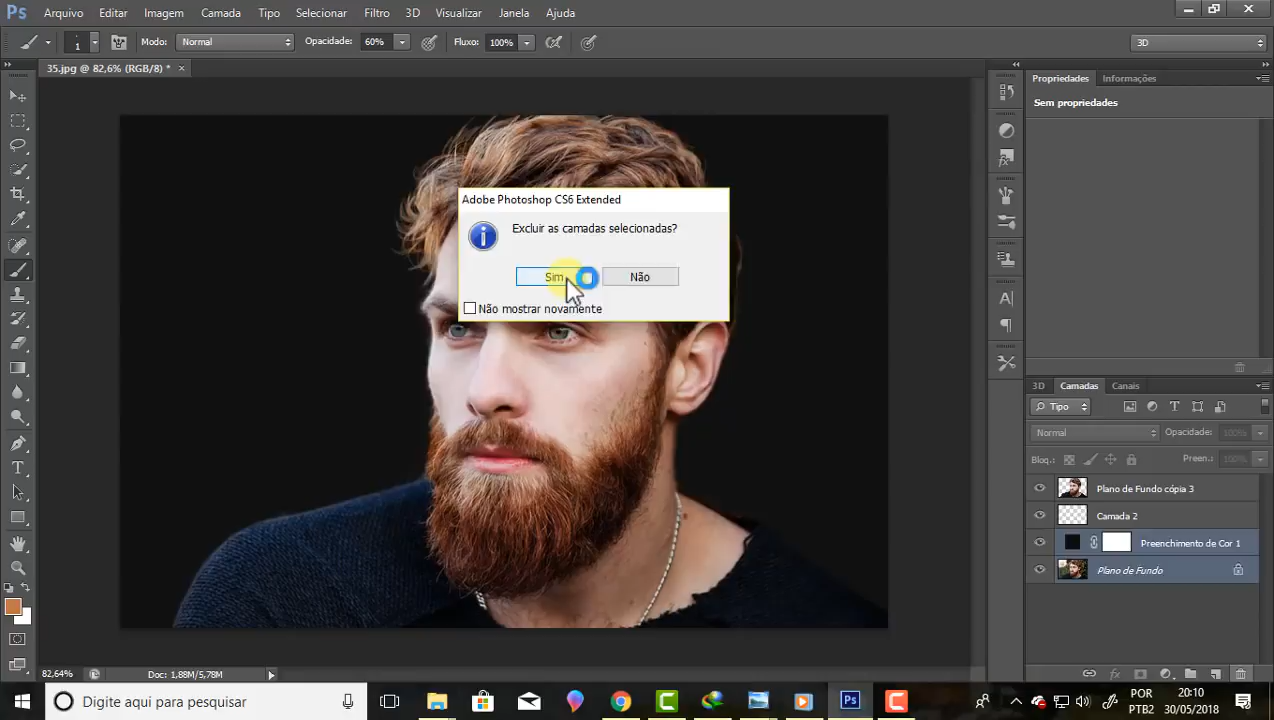 Ps Arquivo Editar Imagem Camada Tipo Selecionar Filtro 3D Visualizar Janela Ajuda
1 Modo: Normal Opacidade: 60% Fluxo: 100% 3D
35.jpg @ 82,6% (RGB/8) * ×
Propriedades Informações
Sem propriedades
Adobe Photoshop CS6 Extended
Excluir as camadas selecionadas?
Sim Não
Não mostrar novamente
3D Camadas Canais
Tipo
Normal Opacidade: 100%
Bloq.: Preen.: 100%
Plano de Fundo cópia 3
Camada 2
Preenchimento de Cor 1
Plano de Fundo
82,64% Doc: 1,88M/5,78M
Digite aqui para pesquisar
Ps
POR
PTB2
20:10
30/05/2018